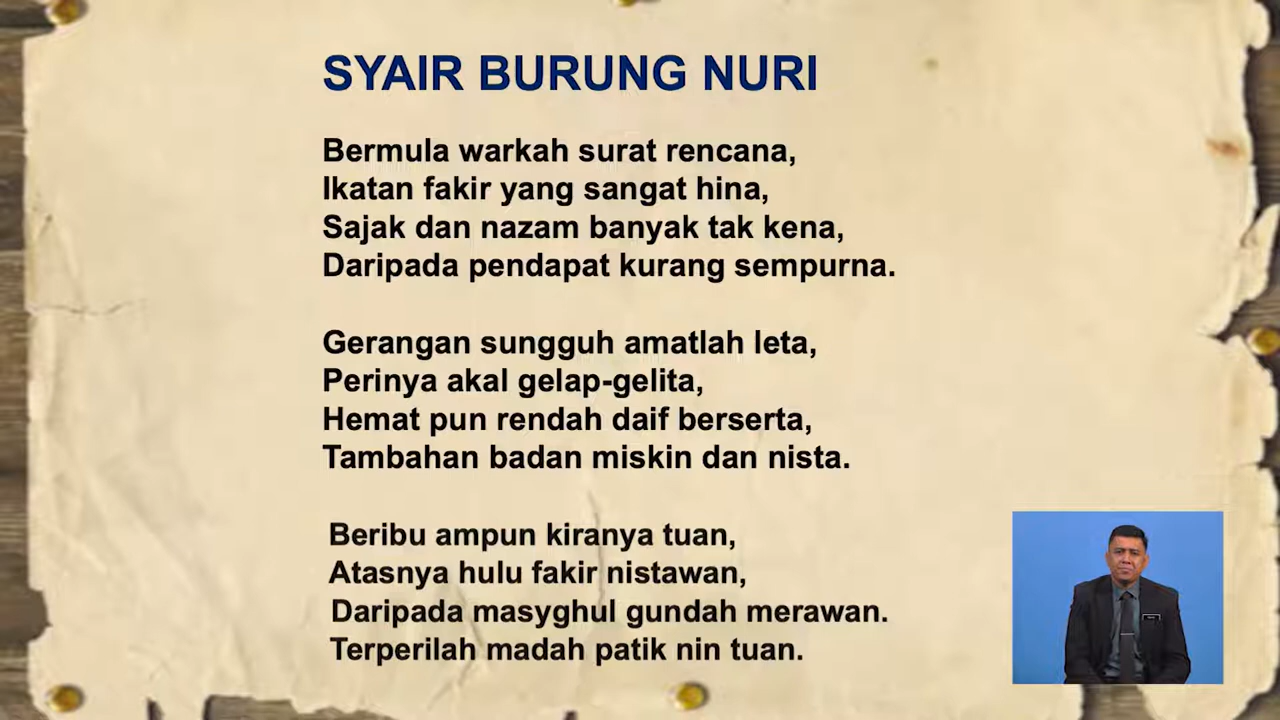 SYAIR BURUNG NURI
Bermula warkah surat rencana,
Ikatan fakir yang sangat hina,
Sajak dan nazam banyak tak kena,
Daripada pendapat kurang sempurna.
Gerangan sungguh amatlah leta,
Perinya akal gelap-gelita,
Hemat pun rendah daif berserta,
Tambahan badan miskin dan nista.
Beribu ampun kiranya tuan,
Atasnya hulu fakir nistawan,
Daripada masyghul gundah merawan.
Terperilah madah patik nin tuan.